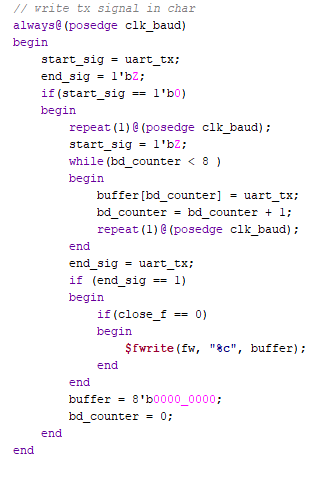 // write tx signal in char
always@(posedge clk_baud)
begin
start_sig = uart_tx;
end_sig = 1'bZ;
if(start_sig == 1'b0)
begin
repeat(1)@(posedge clk_baud);
start_sig = 1'bZ;
while(bd_counter < 8 )
begin
buffer[bd_counter] = uart_tx;
bd_counter = bd_counter + 1;
repeat(1)@(posedge clk_baud);
end
end_sig = uart_tx;
if (end_sig == 1)
begin
if(close_f == 0)
begin
$fwrite(fw, "%c", buffer);
end
end
buffer = 8'b0000_0000;
bd_counter = 0;
end
end